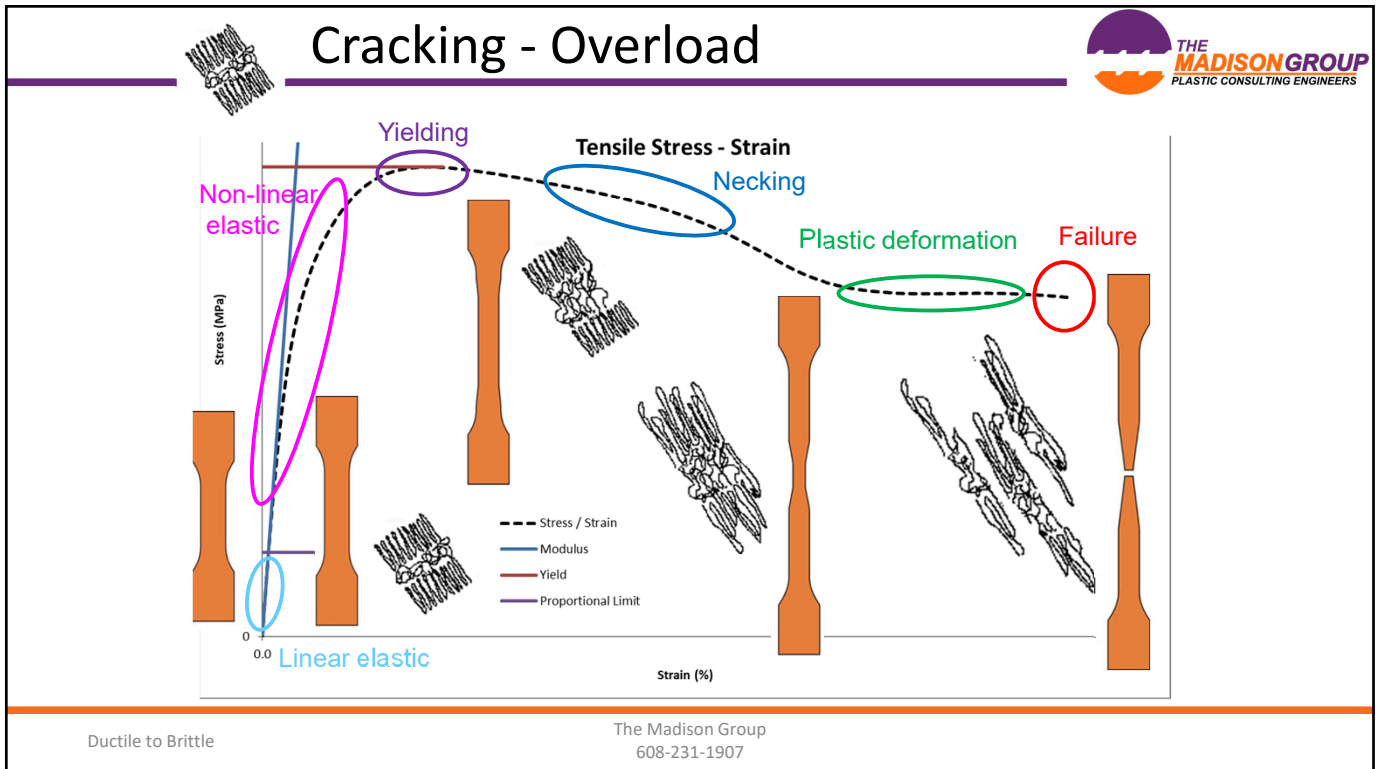 Cracking - Overload
THE
MADISON GROUP
PLASTIC CONSULTING ENGINEERS
Yielding
Tensile Stress - Strain
Necking
Non-linear
elastic
Plastic deformation
Failure
Stress (MPa)
Stress / Strain
Modulus
Yield
Proportional Limit
0
0.0
Linear elastic
Strain (%)
Ductile to Brittle
The Madison Group
608-231-1907